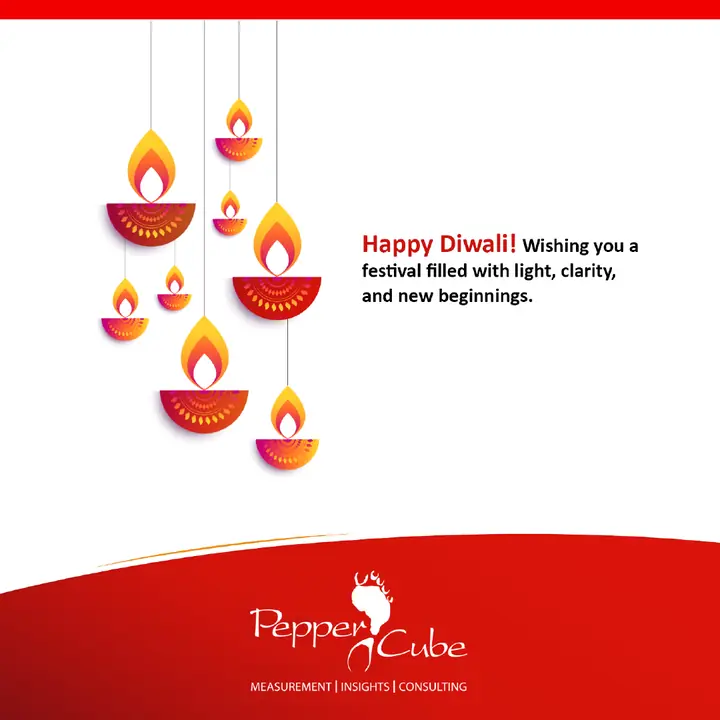 Happy Diwali! Wishing you a
festival filled with light, clarity,
and new beginnings.
Pepper
Cube
MEASUREMENT | INSIGHTS | CONSULTING